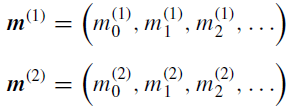 m^{(1)} = (m_0^{(1)}, m_1^{(1)}, m_2^{(1)}, ...)
m^{(2)} = (m_0^{(2)}, m_1^{(2)}, m_2^{(2)}, ...)